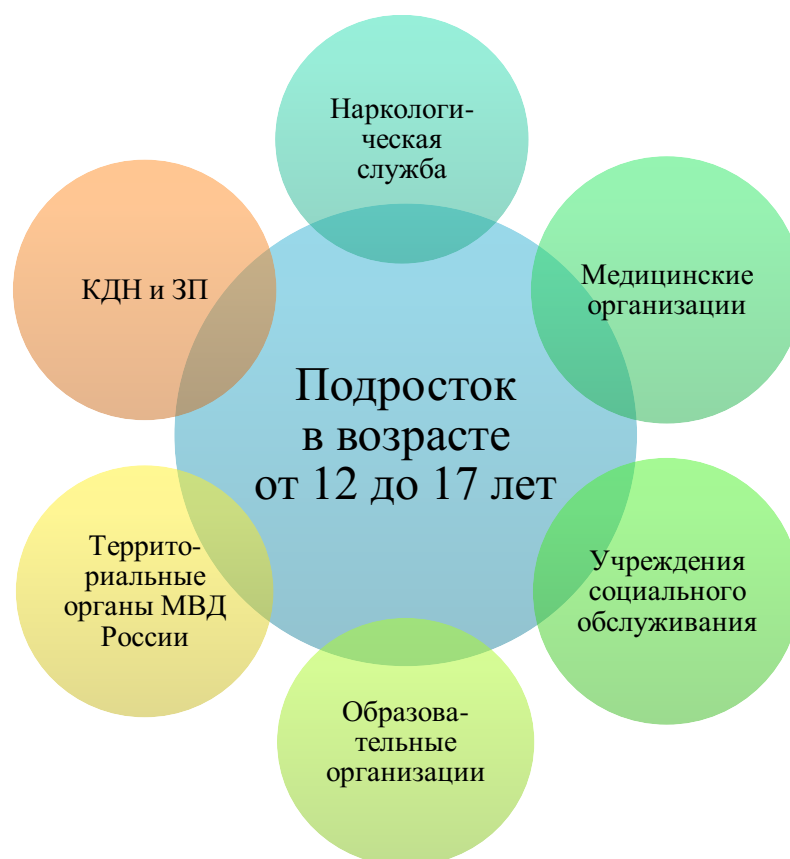 Наркологи-
ческая
служба
КДН и ЗП
Медицинские
организации
Подросток
в возрасте
от 12 до 17 лет
Террито-
риальные
органы МВД
России
Учреждения
социального
обслуживания
Образова-
тельные
организации